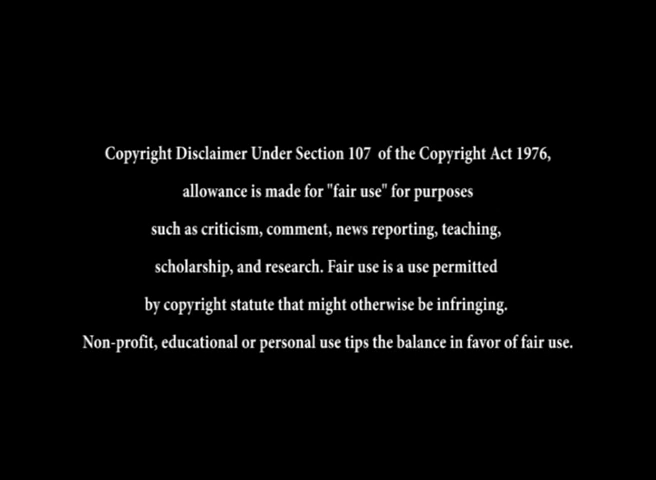 Copyright Disclaimer Under Section 107 of the Copyright Act 1976,
allowance is made for "fair use" for purposes
such as criticism, comment, news reporting, teaching,
scholarship, and research. Fair use is a use permitted
by copyright statute that might otherwise be infringing.
Non-profit, educational or personal use tips the balance in favor of fair use.